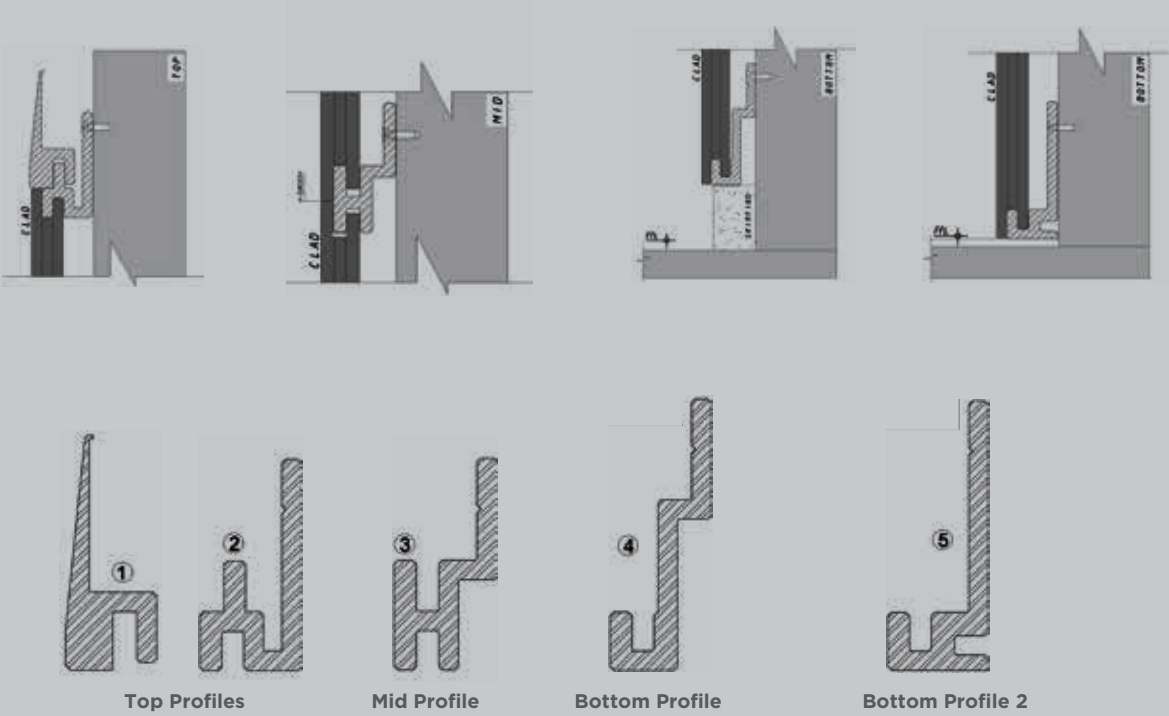 TOP
CLAD
MID
CLAD
CLAD
BOTTOM
SKIRTING
CLAD
BOTTOM
1
2
3
4
5
Top Profiles
Mid Profile
Bottom Profile
Bottom Profile 2